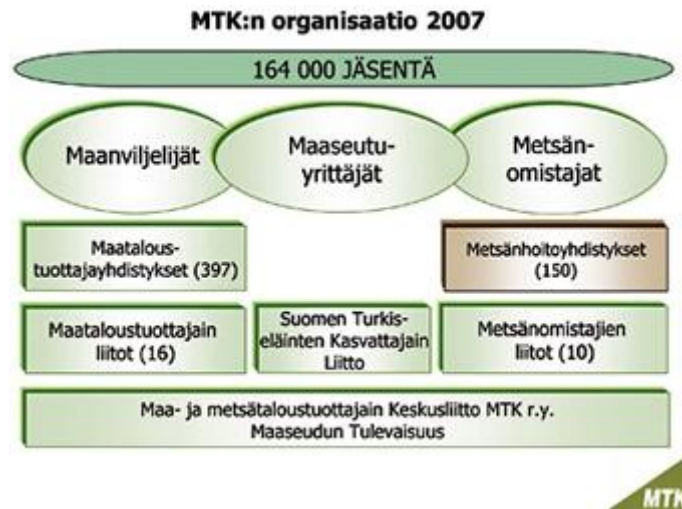 MTK:n organisaatio 2007
164 000 JÄSENTÄ
Maanviljelijät
Maaseutu-
yrittäjät
Metsän-
omistajat
Maatalous-
tuottajayhdistykset (397)
Metsänhoitoyhdistykset
(150)
Maataloustuottajain
liitot (16)
Suomen Turkis-
eläinten Kasvattajain
Liitto
Metsänomistajien
liitot (10)
Maa- ja metsätaloustuottajain Keskusliitto MTK r.y.
Maaseudun Tulevaisuus
MTK